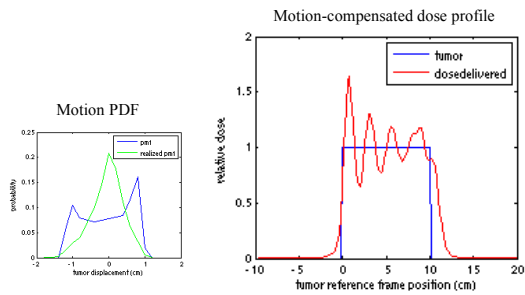 Motion-compensated dose profile
Motion PDF
pmf
realized pmf
probability
0.25
0.2
0.15
0.1
0.05
0
-2
-1
0
1
2
tumor displacement (cm)
tumor
dosedelivered
relative dose
2
1.5
1
0.5
0
-10
-5
0
5
10
15
20
tumor reference frame position (cm)